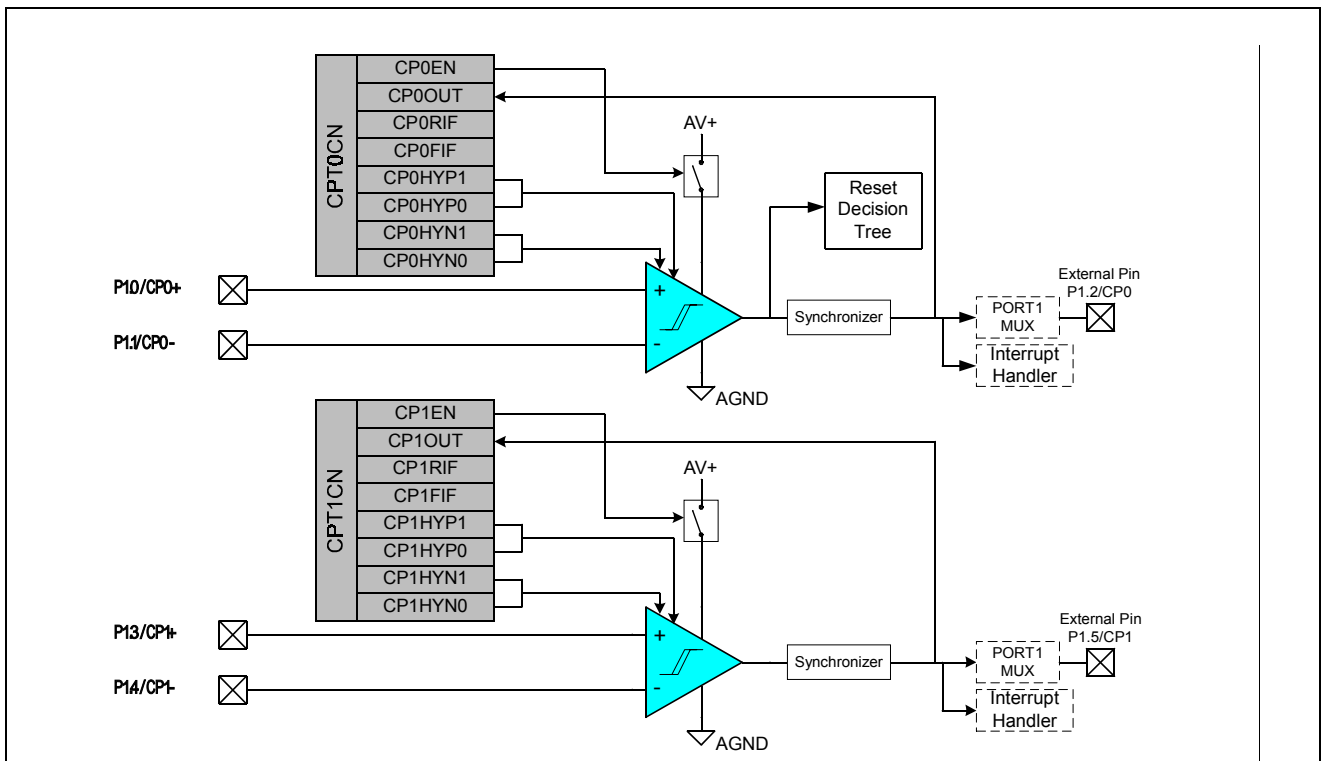 CPT0CN
CP0EN
CP0OUT
CP0RIF
CP0FIF
CP0HYP1
CP0HYP0
CP0HYN1
CP0HYN0
AV+
Reset
Decision
Tree
P1.0/CP0+
P1.1/CP0-
+
-
Synchronizer
PORT1
MUX
External Pin
P1.2/CP0
Interrupt
Handler
AGND
CPT1CN
CP1EN
CP1OUT
CP1RIF
CP1FIF
CP1HYP1
CP1HYP0
CP1HYN1
CP1HYN0
AV+
P1.3/CP1+
P1.4/CP1-
+
-
Synchronizer
PORT1
MUX
External Pin
P1.5/CP1
Interrupt
Handler
AGND